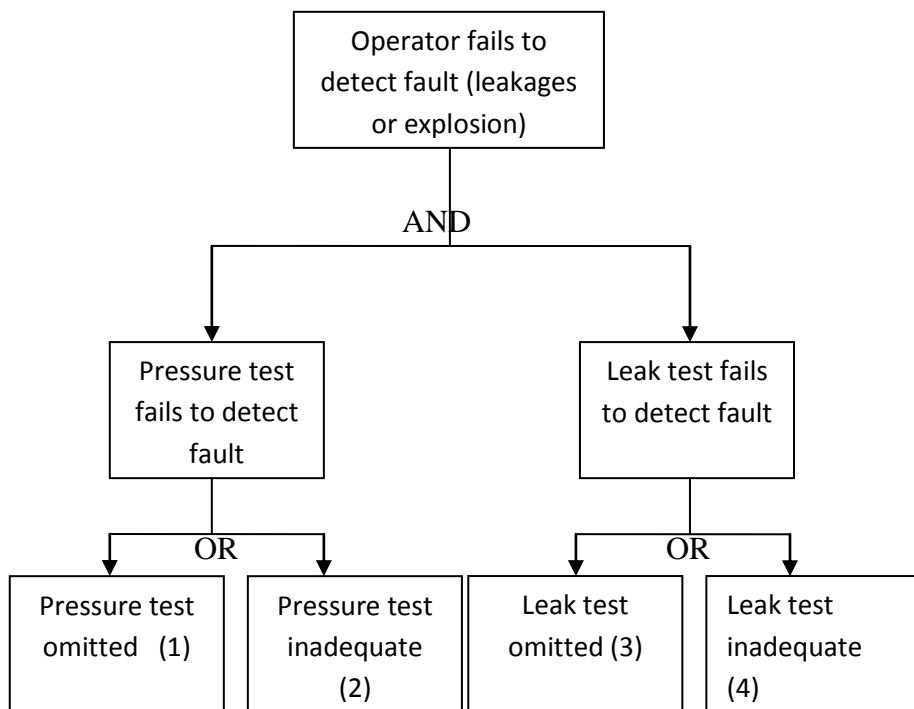 Operator fails to
detect fault (leakages
or explosion)
AND
Pressure test
fails to detect
fault
Leak test fails
to detect fault
OR
OR
Pressure test
omitted (1)
Pressure test
inadequate
(2)
Leak test
omitted (3)
Leak test
inadequate
(4)